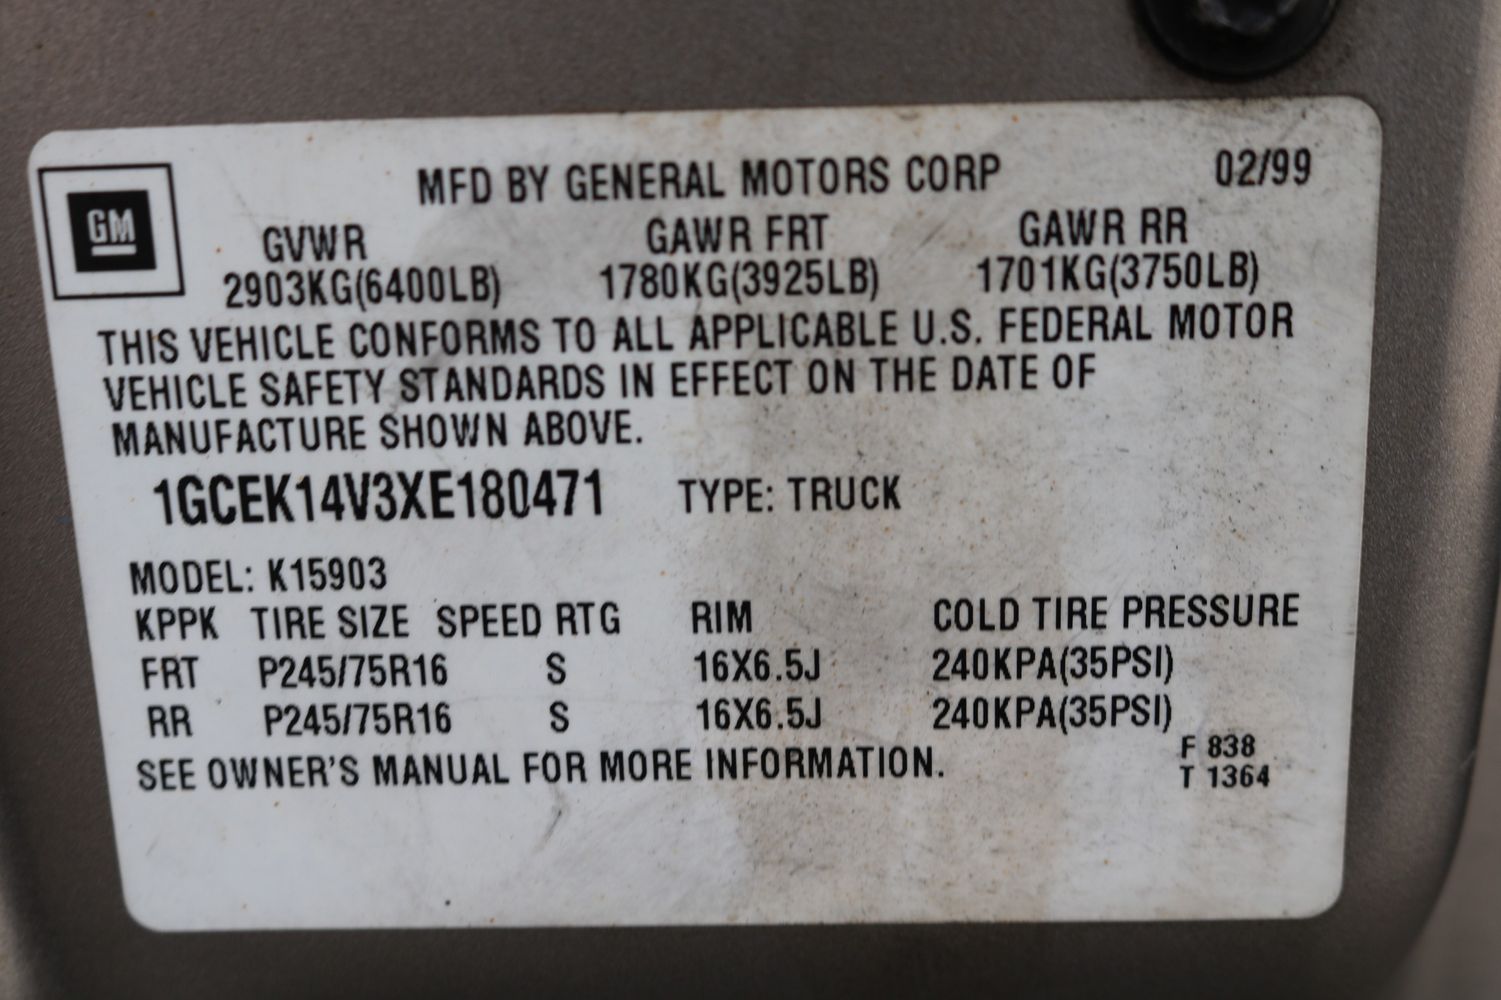 GM
MFD BY GENERAL MOTORS CORP 02/99
GVWR GAWR FRT GAWR RR
2903KG(6400LB) 1780KG(3925LB) 1701KG(3750LB)
THIS VEHICLE CONFORMS TO ALL APPLICABLE U.S. FEDERAL MOTOR
VEHICLE SAFETY STANDARDS IN EFFECT ON THE DATE OF
MANUFACTURE SHOWN ABOVE.
1GCEK14V3XE180471 TYPE: TRUCK
MODEL: K15903
KPPK TIRE SIZE SPEED RTG RIM COLD TIRE PRESSURE
FRT P245/75R16 S 16X6.5J 240KPA(35PSI)
RR P245/75R16 S 16X6.5J 240KPA(35PSI)
SEE OWNER'S MANUAL FOR MORE INFORMATION.
F 838
T 1364